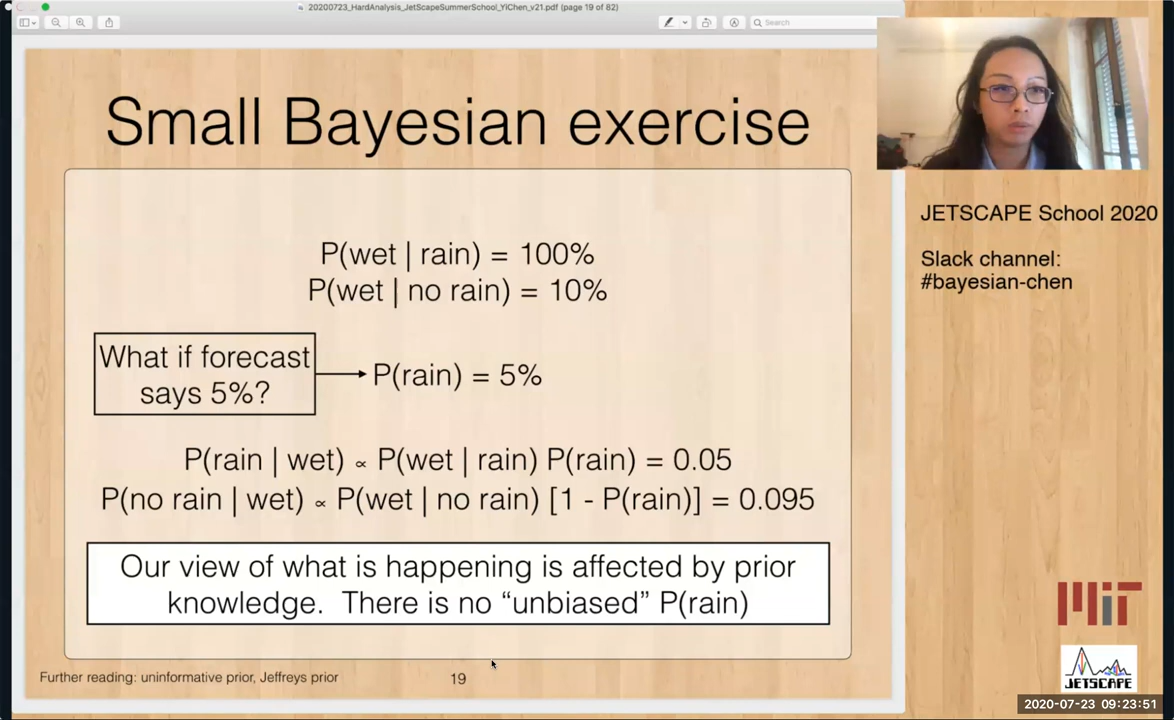 20200723_HardAnalysis_JetScapeSummerSchool_YiChen_v21.pdf (page 19 of 82)
Search
Small Bayesian exercise
P(wet | rain) = 100%
P(wet | no rain) = 10%
What if forecast
says 5%?
P(rain) = 5%
P(rain | wet) ∝ P(wet | rain) P(rain) = 0.05
P(no rain | wet) ∝ P(wet | no rain) [1 - P(rain)] = 0.095
Our view of what is happening is affected by prior
knowledge. There is no “unbiased” P(rain)
Further reading: uninformative prior, Jeffreys prior
19
JETSCAPE School 2020
Slack channel:
#bayesian-chen
MIT
JETSCAPE
2020-07-23 09:23:51